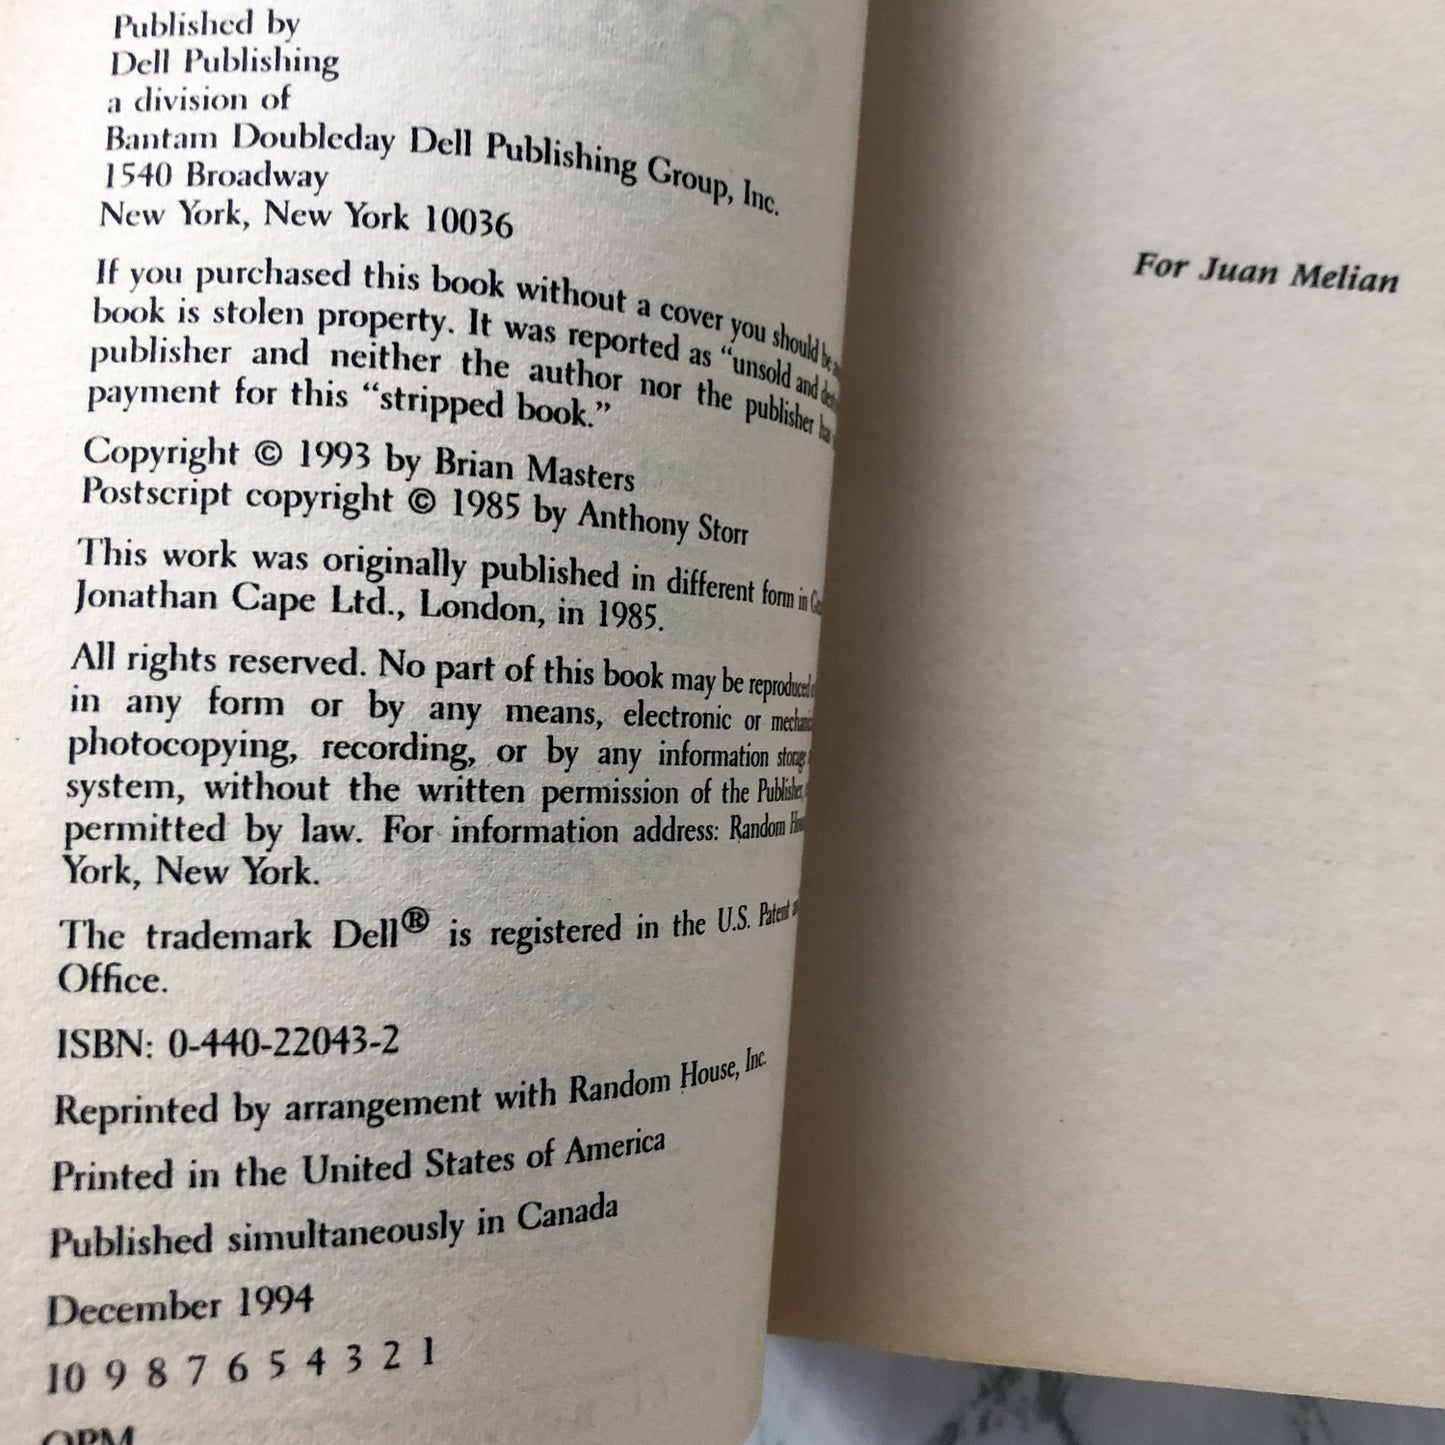 Published by
Dell Publishing
a division of
Bantam Doubleday Dell Publishing Group, Inc.
1540 Broadway
New York, New York 10036
If you purchased this book without a cover you should be
book is stolen property. It was reported as “unsold and
publisher and neither the author nor the publisher has
payment for this “stripped book.”
Copyright © 1993 by Brian Masters
Postscript copyright © 1985 by Anthony Storr
This work was originally published in different form in
Jonathan Cape Ltd., London, in 1985.
All rights reserved. No part of this book may be reproduced
in any form or by any means, electronic or
photocopying, recording, or by any information storage
system, without the written permission of the Publisher,
permitted by law. For information address: Random
York, New York.
The trademark Dell® is registered in the U.S. Patent
Office.
ISBN: 0-440-22043-2
Reprinted by arrangement with Random House, Inc.
Printed in the United States of America
Published simultaneously in Canada
December 1994
10 9 8 7 6 5 4 3 2 1
OPM
For Juan Melian